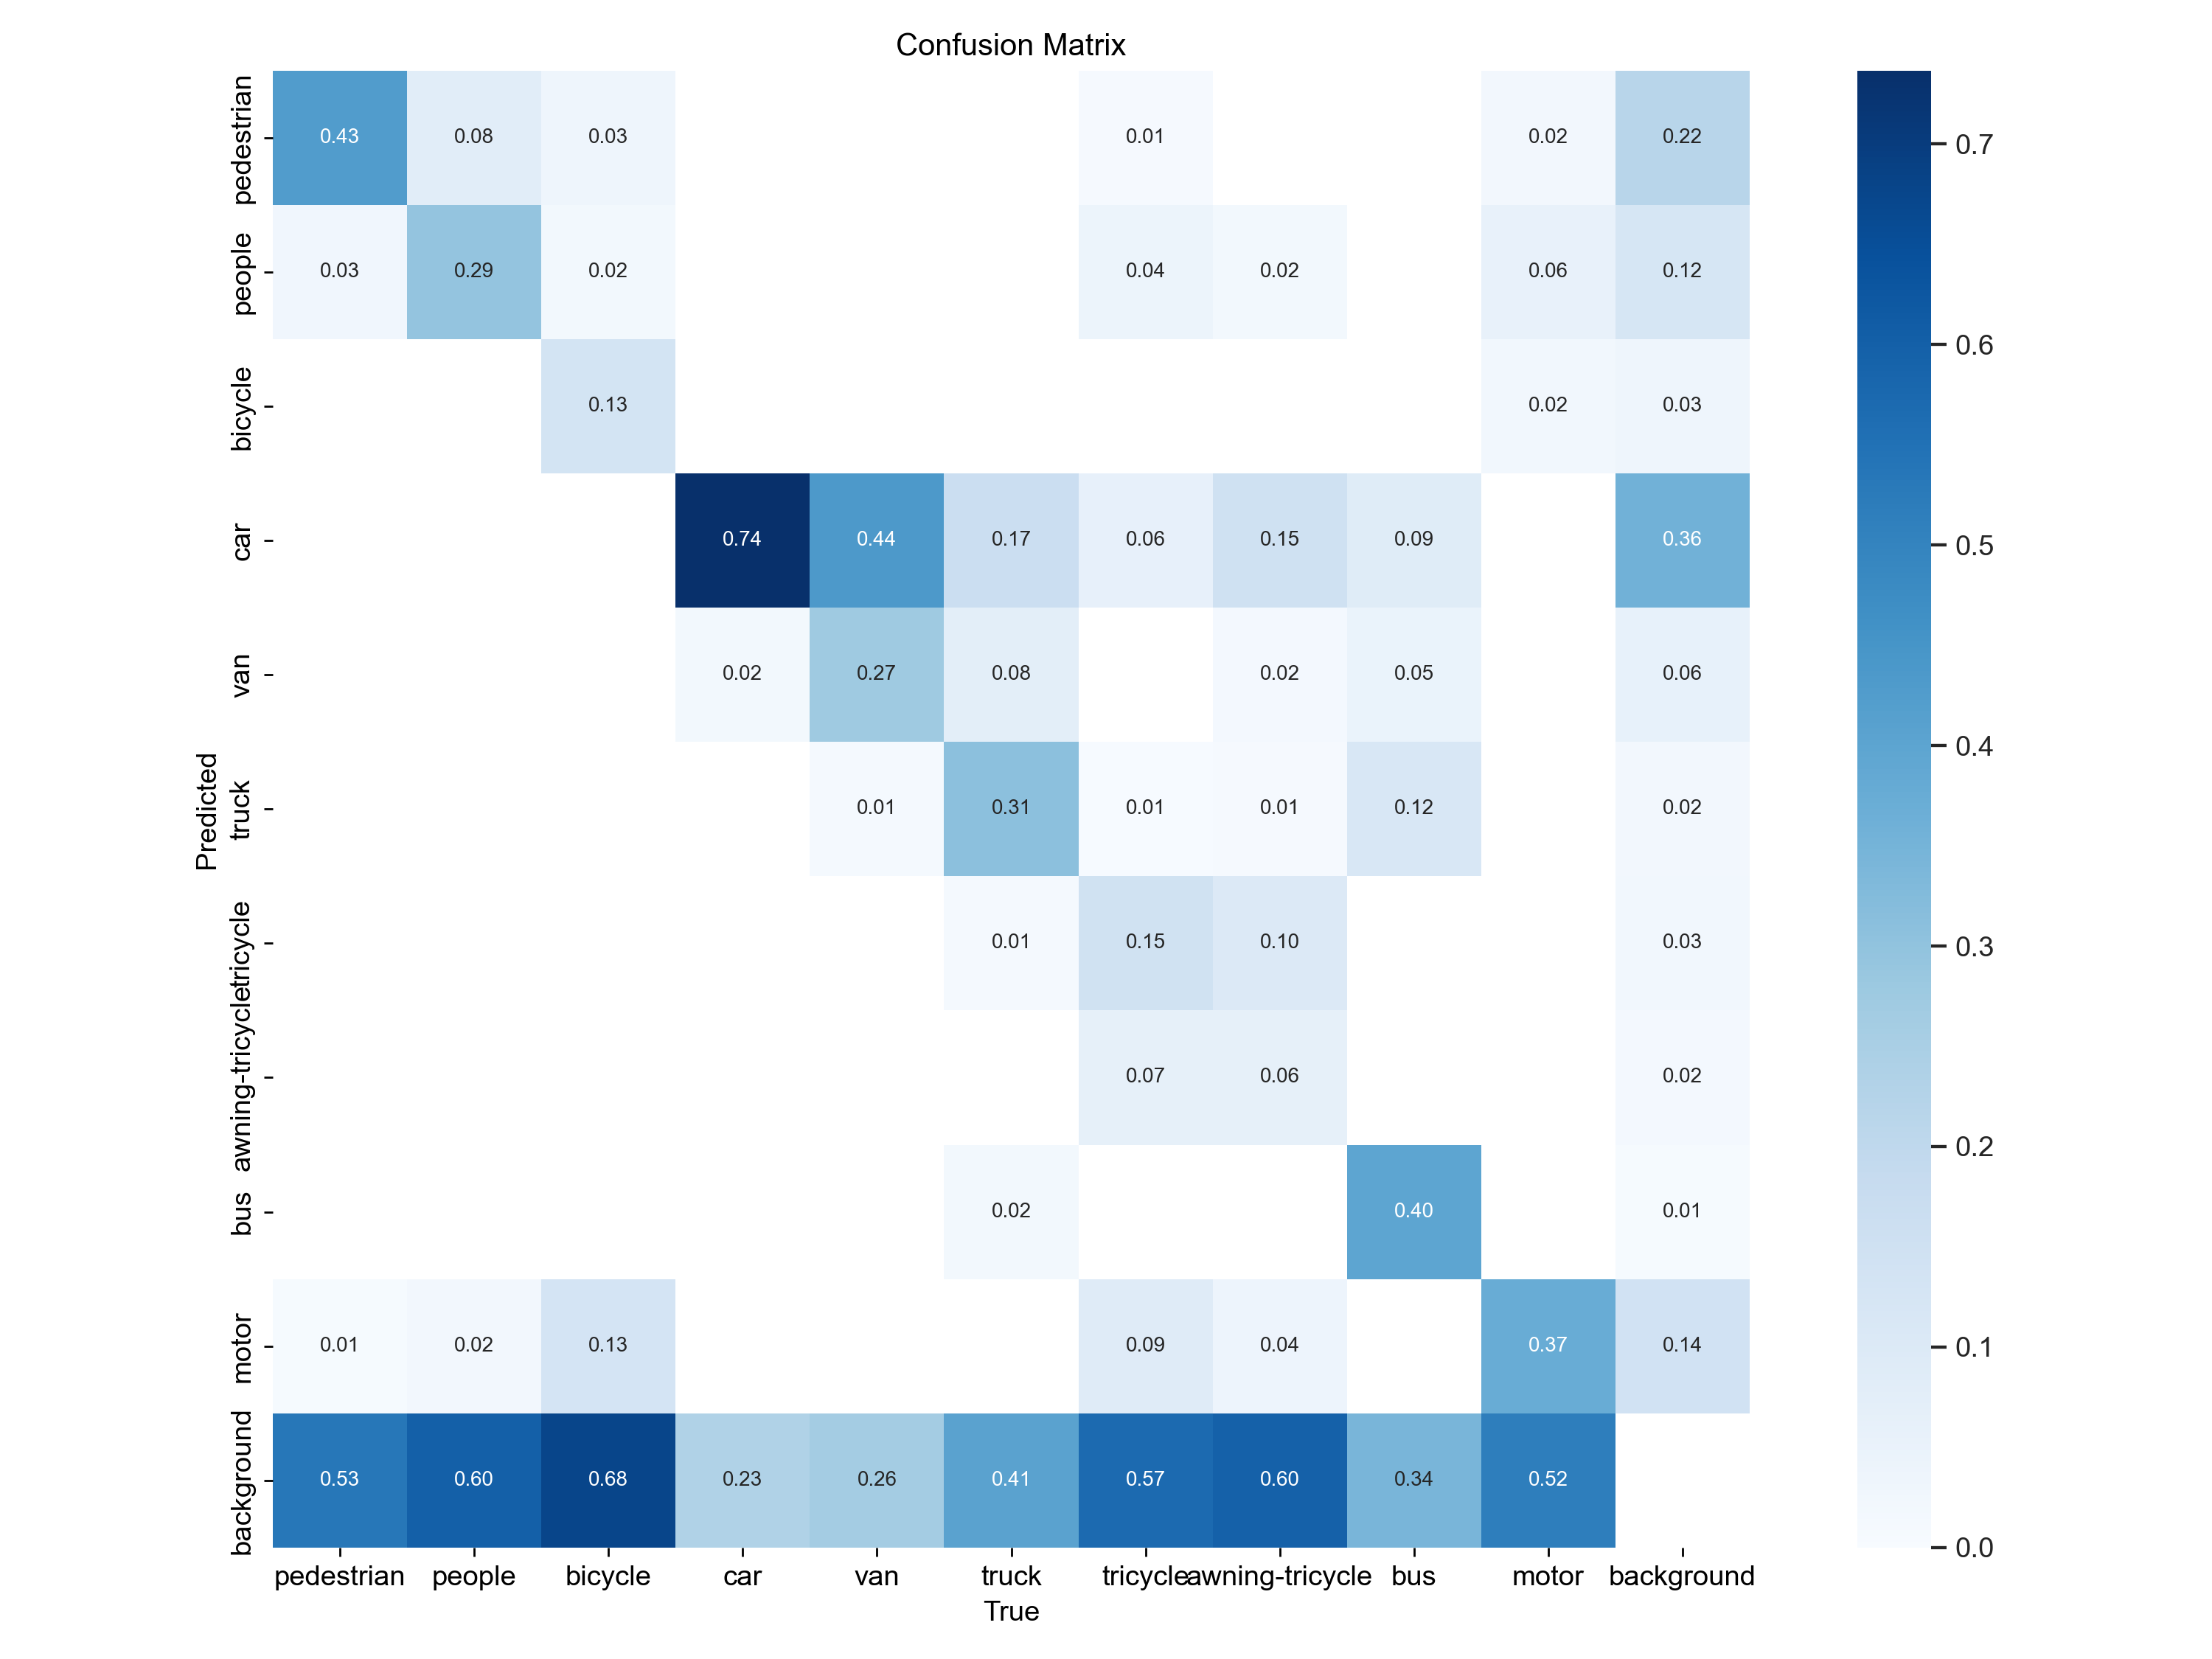 Confusion Matrix
pedestrian 0.43 0.08 0.03 0.01 0.02 0.22
people 0.03 0.29 0.02 0.04 0.02 0.06 0.12
bicycle 0.13 0.02 0.03
car 0.74 0.44 0.17 0.06 0.15 0.09 0.36
van 0.02 0.27 0.08 0.02 0.05 0.06
truck 0.01 0.31 0.01 0.01 0.12 0.02
tricycle 0.01 0.15 0.10 0.03
awning-tricycle 0.07 0.06 0.02
bus 0.02 0.40 0.01
motor 0.01 0.02 0.13 0.09 0.04 0.37 0.14
background 0.53 0.60 0.68 0.23 0.26 0.41 0.57 0.60 0.34 0.52
pedestrian people bicycle car van truck tricycle awning-tricycle bus motor background
True
Predicted
0.7
0.6
0.5
0.4
0.3
0.2
0.1
0.0